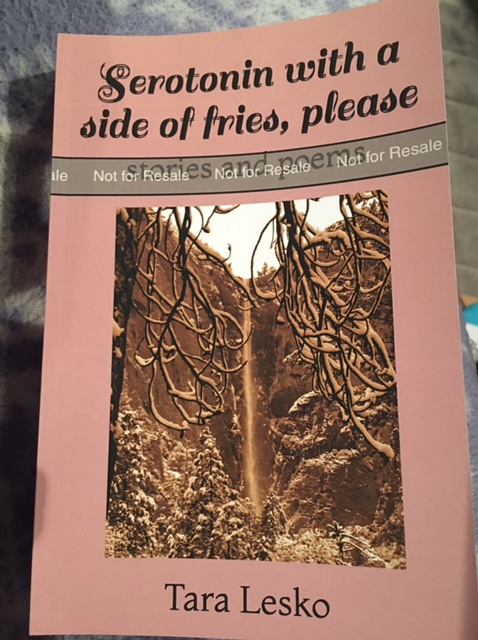 Serotonin with a
side of fries, please
stories and poems
ale Not for Resale Not for Resale Not for Resale
Tara Lesko